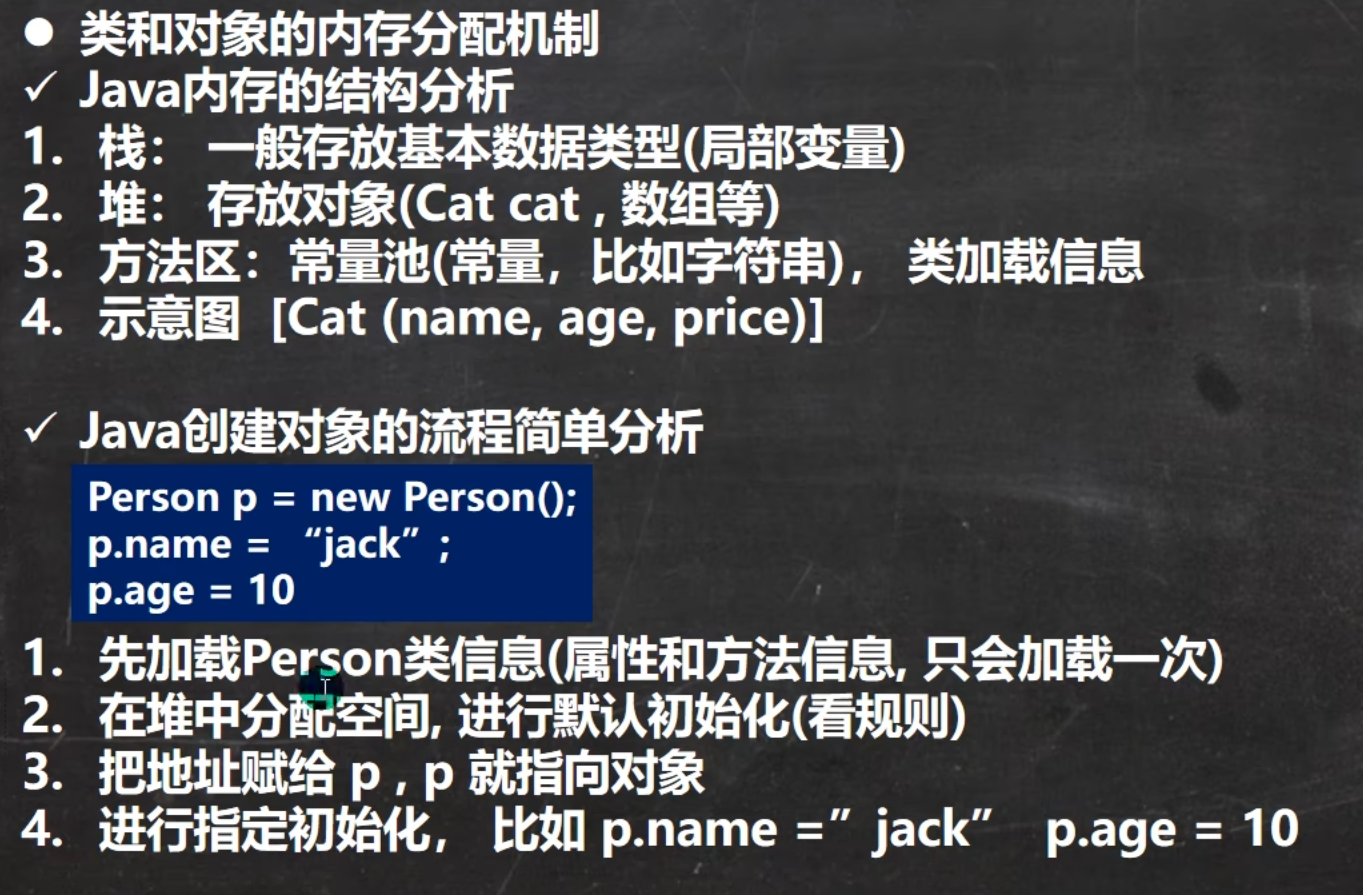 ● 类和对象的内存分配机制
✓ Java内存的结构分析
1. 栈： 一般存放基本数据类型(局部变量)
2. 堆： 存放对象(Cat cat , 数组等)
3. 方法区：常量池(常量，比如字符串)， 类加载信息
4. 示意图 [Cat (name, age, price)]
✓ Java创建对象的流程简单分析
Person p = new Person();
p.name = “jack”;
p.age = 10
1. 先加载Person类信息(属性和方法信息, 只会加载一次)
2. 在堆中分配空间, 进行默认初始化(看规则)
3. 把地址赋给 p , p 就指向对象
4. 进行指定初始化， 比如 p.name =” jack” p.age = 10